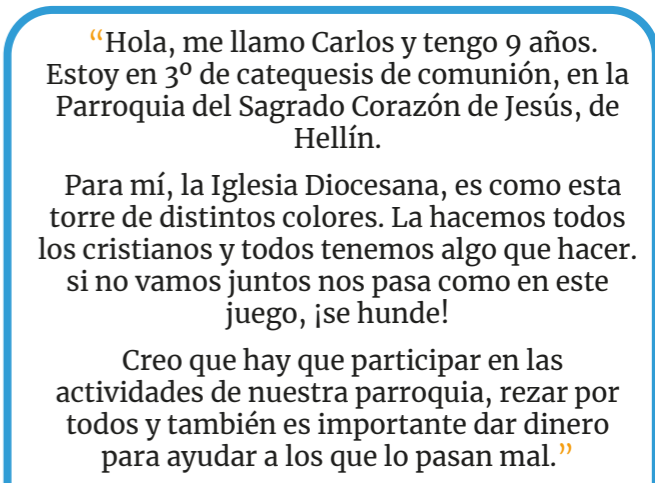 “Hola, me llamo Carlos y tengo 9 años.
Estoy en 3º de catequesis de comunión, en la
Parroquia del Sagrado Corazón de Jesús, de
Hellín.
Para mí, la Iglesia Diocesana, es como esta
torre de distintos colores. La hacemos todos
los cristianos y todos tenemos algo que hacer.
si no vamos juntos nos pasa como en este
juego, ¡se hunde!
Creo que hay que participar en las
actividades de nuestra parroquia, rezar por
todos y también es importante dar dinero
para ayudar a los que lo pasan mal.”